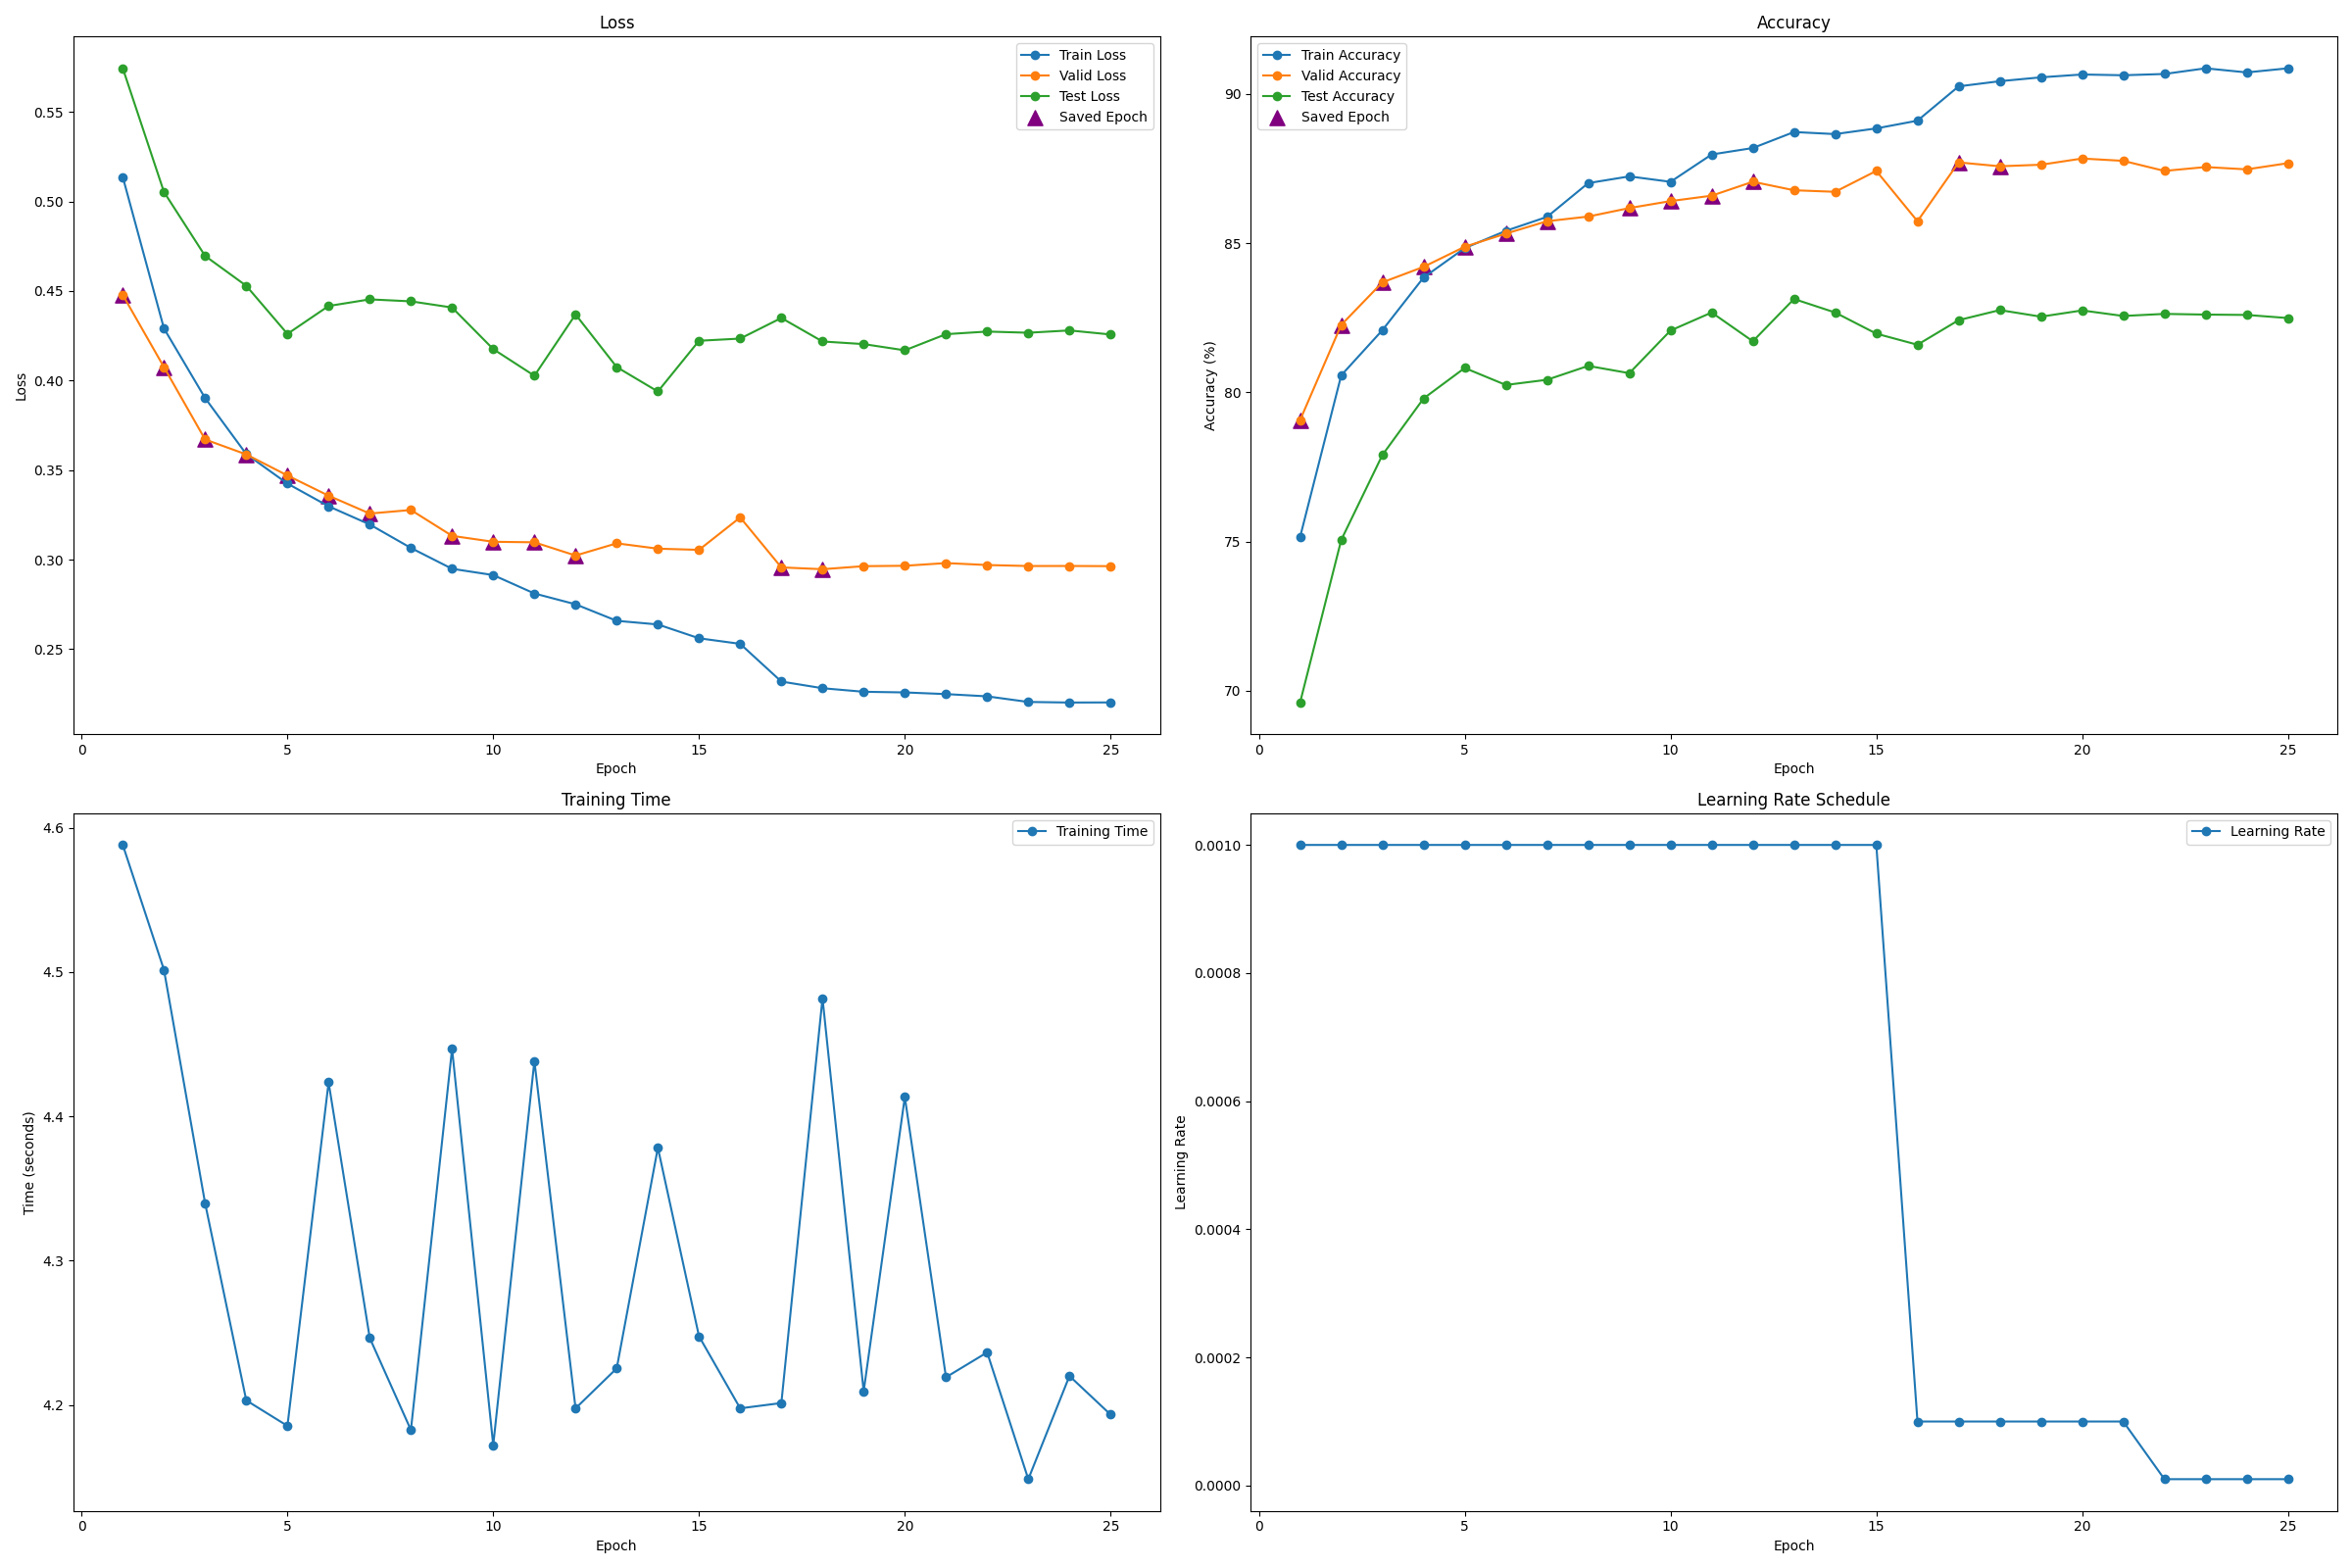 Loss
Train Loss
Valid Loss
Test Loss
Saved Epoch
0.55
0.50
0.45
0.40
0.35
0.30
0.25
Loss
0
5
10
15
20
25
Epoch
Accuracy
Train Accuracy
Valid Accuracy
Test Accuracy
Saved Epoch
90
85
80
75
70
Accuracy (%)
0
5
10
15
20
25
Epoch
Training Time
Training Time
4.6
4.5
4.4
4.3
4.2
Time (seconds)
0
5
10
15
20
25
Epoch
Learning Rate Schedule
Learning Rate
0.0010
0.0008
0.0006
0.0004
0.0002
0.0000
Learning Rate
0
5
10
15
20
25
Epoch